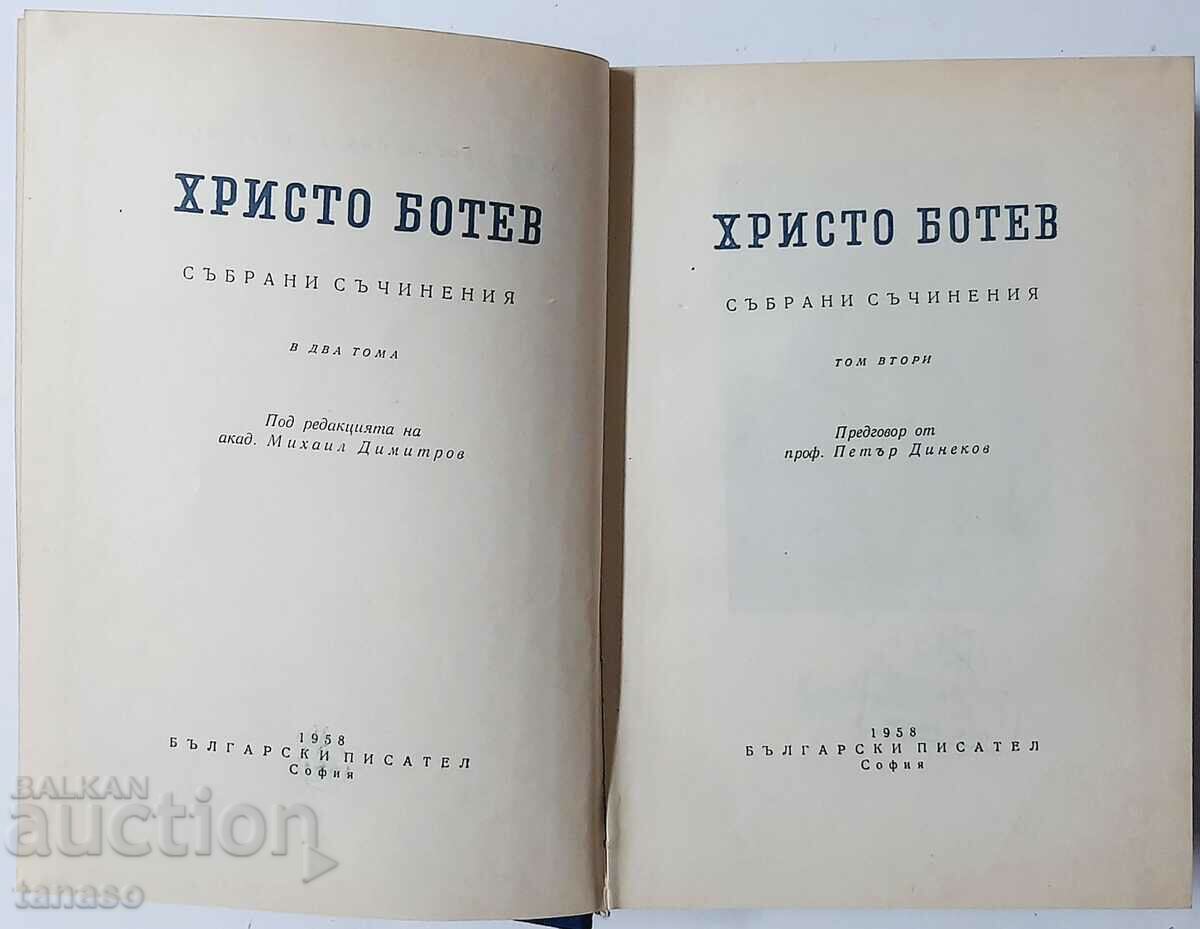 ХРИСТО БОТЕВ
СЪБРАНИ СЪЧИНЕНИЯ
В ДВА ТОМА
Под редакцията на
акад. Михаил Димитров
1958
БЪЛГАРСКИ ПИСАТЕЛ
София
ХРИСТО БОТЕВ
СЪБРАНИ СЪЧИНЕНИЯ
ТОМ ВТОРИ
Предговор от
проф. Петър Динеков
1958
БЪЛГАРСКИ ПИСАТЕЛ
София
BALKAN
auction
tanaso